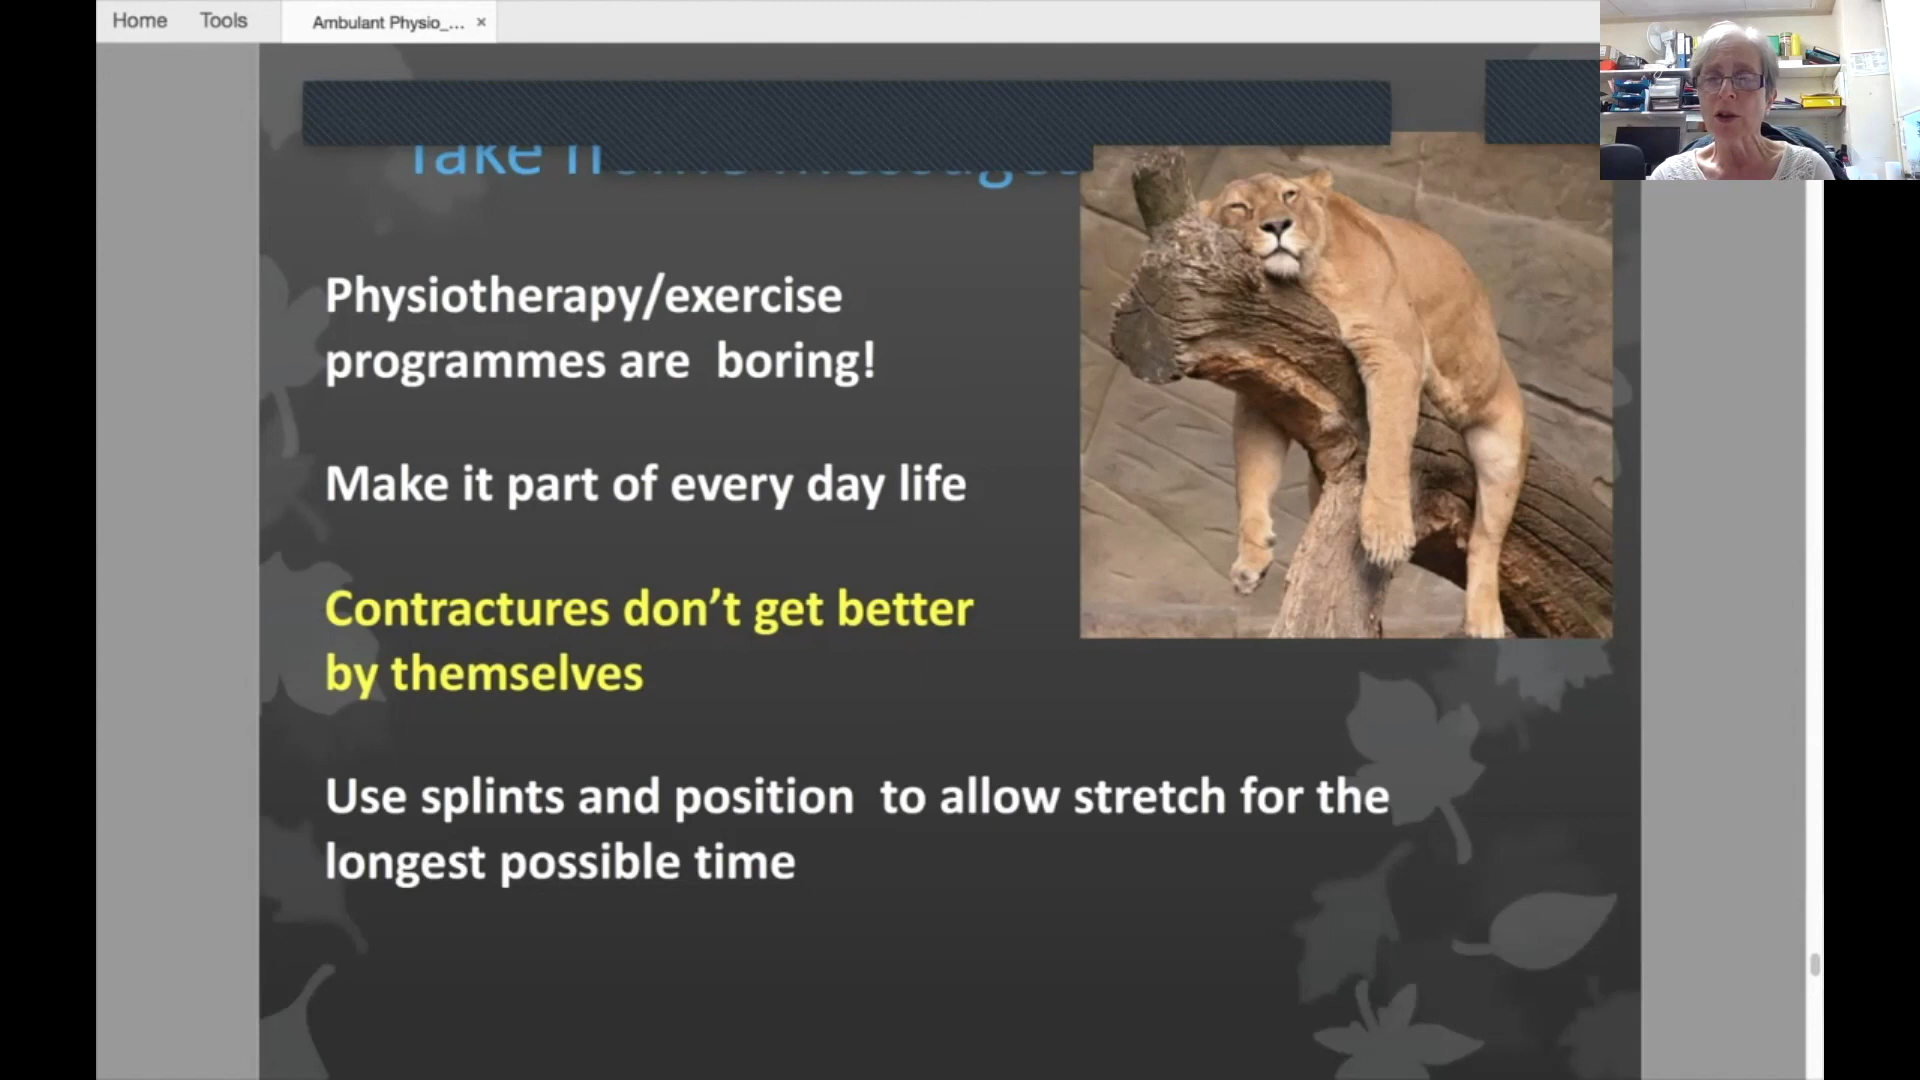 Home Tools Ambulant Physio_... ×
Take
Physiotherapy/exercise
programmes are boring!
Make it part of every day life
Contractures don't get better
by themselves
Use splints and position to allow stretch for the
longest possible time